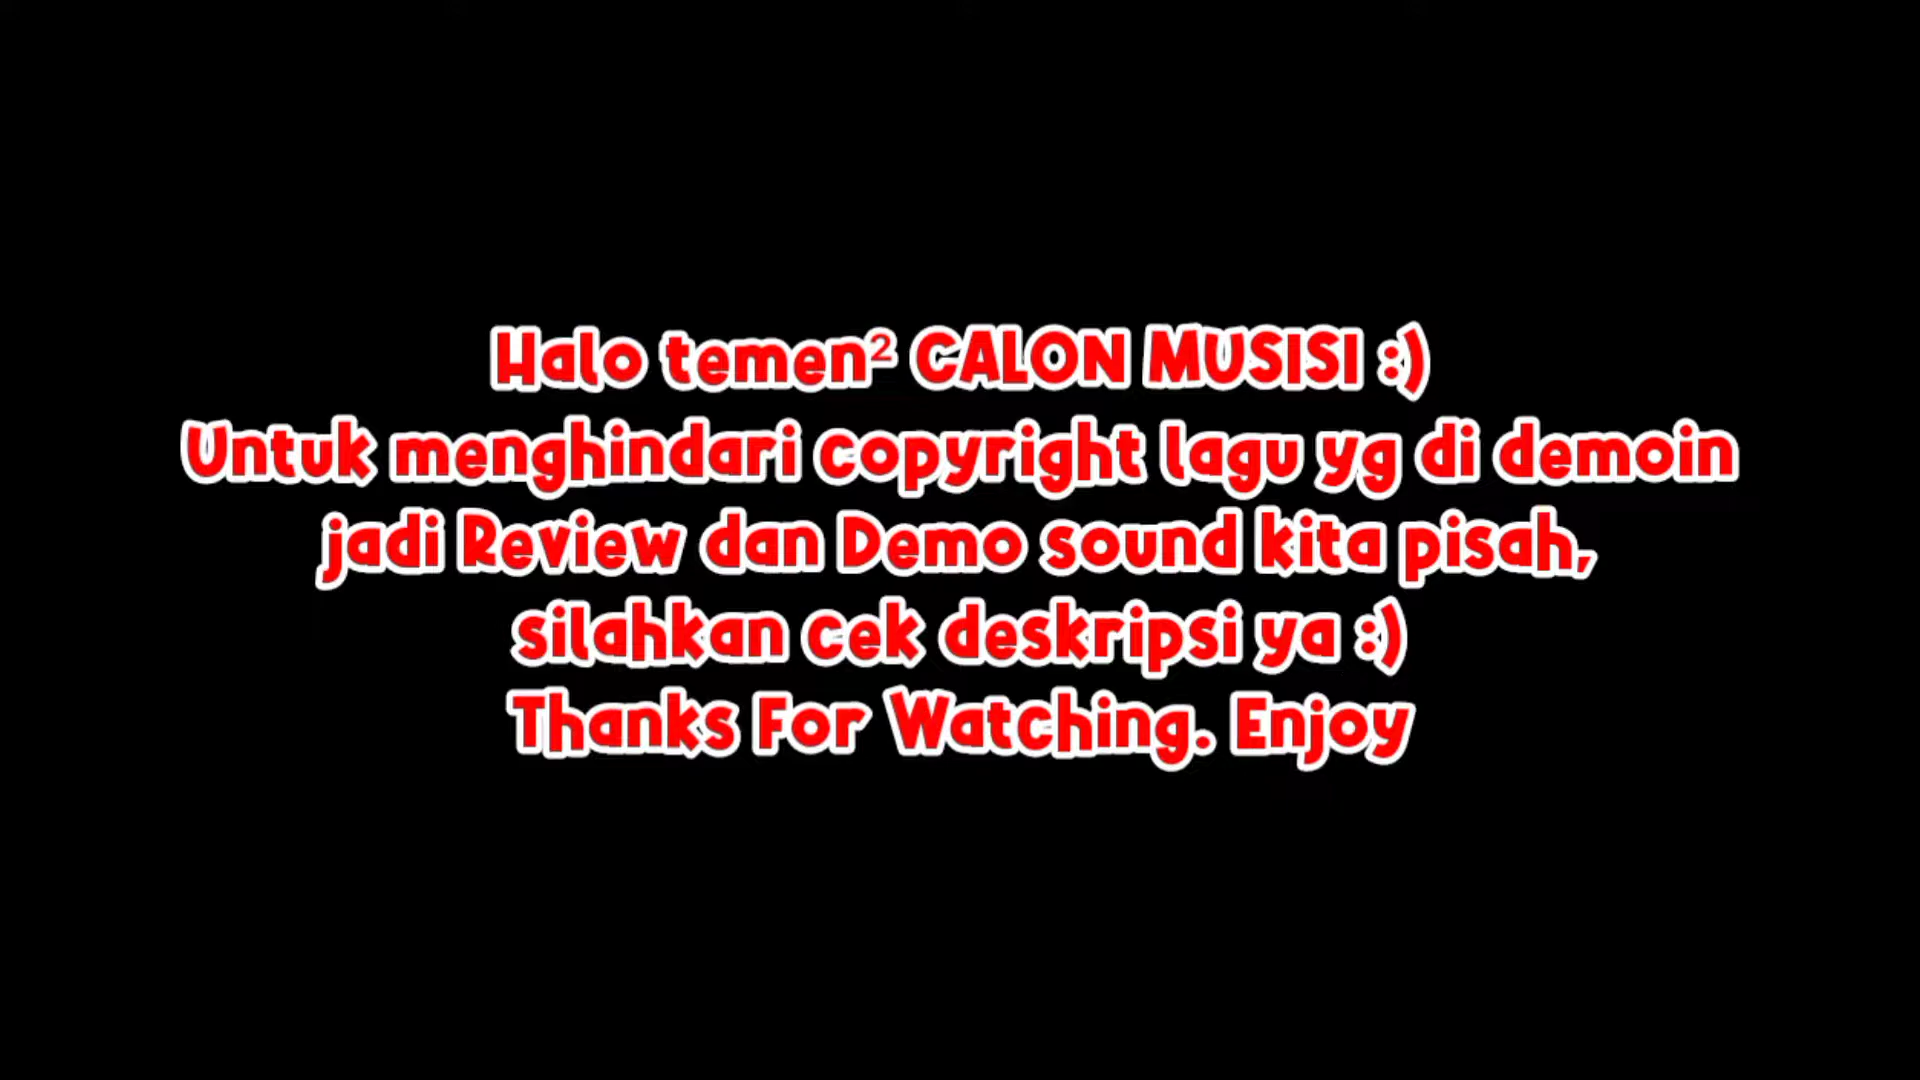 Halo temen² CALON MUSISI :)
Untuk menghindari copyright lagu yg di demoin
jadi Review dan Demo sound kita pisah,
silahkan cek deskripsi ya :)
Thanks For Watching. Enjoy